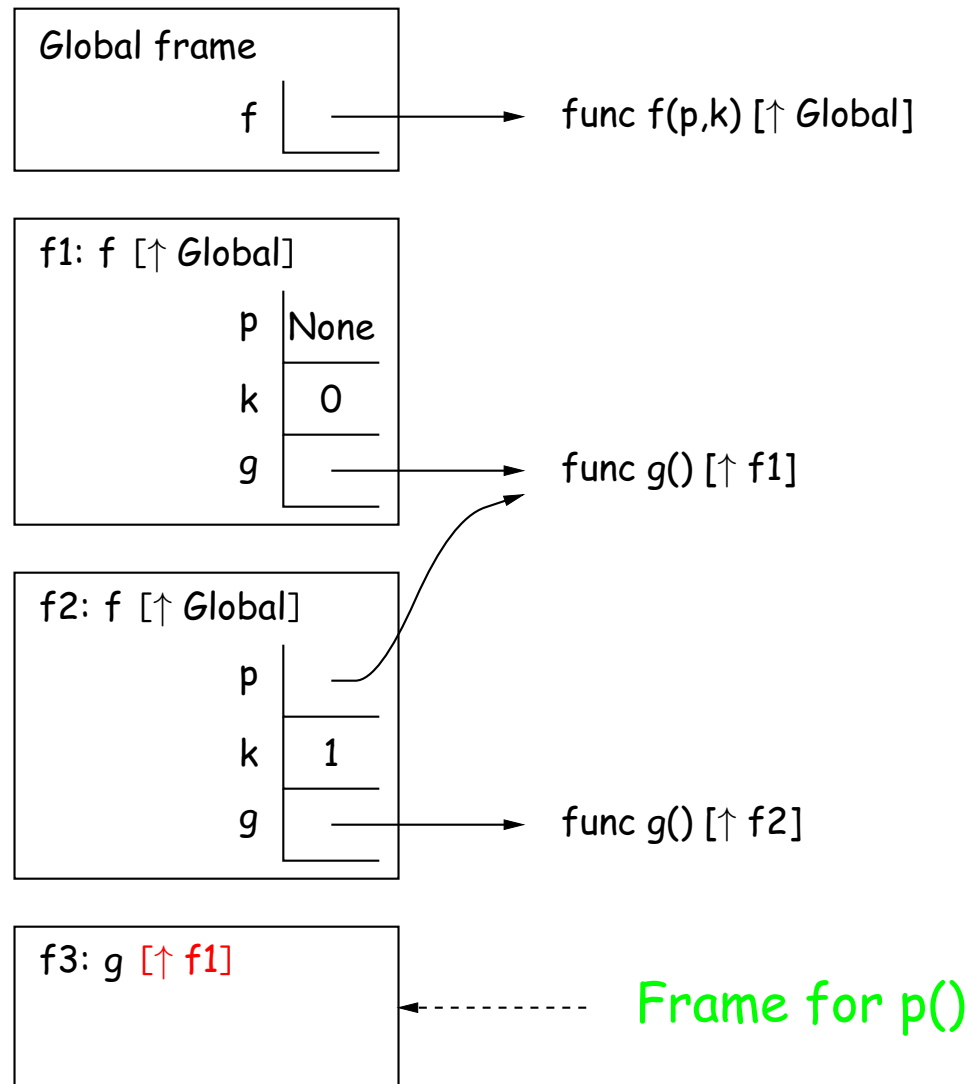 Global frame
f
func f(p,k) [↑ Global]
f1: f [↑ Global]
p None
k 0
g
func g() [↑ f1]
f2: f [↑ Global]
p
k 1
g
func g() [↑ f2]
f3: g [↑ f1]
Frame for p()